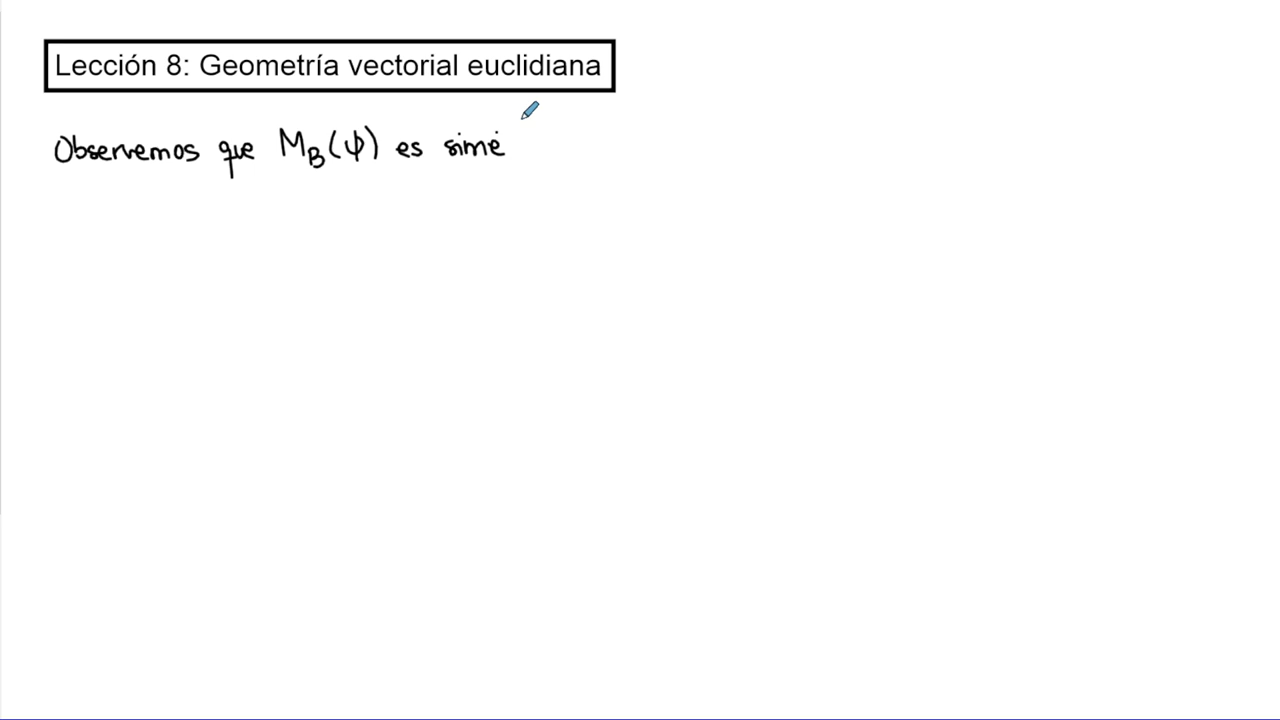 Lección 8: Geometría vectorial euclidiana
Observemos que M_B(ψ) es simé